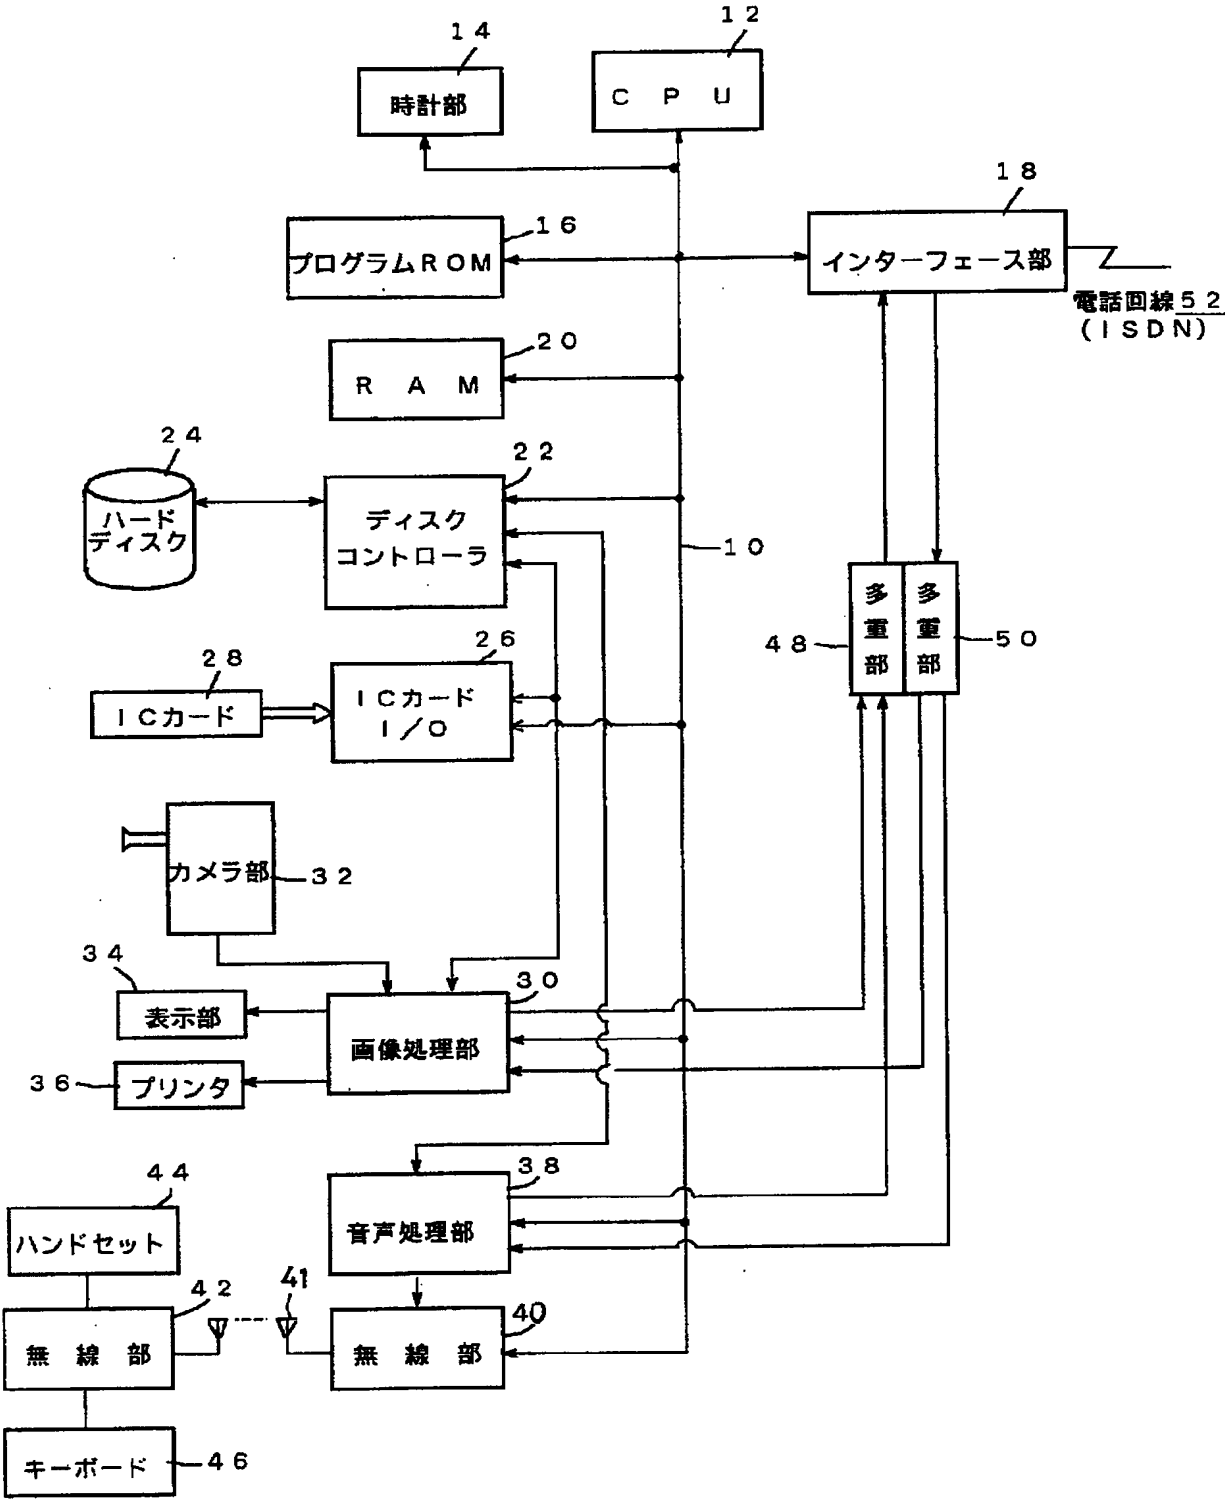 12
14
CPU
時計部
18
16
プログラムROM
インターフェース部
電話回線52
(ISDN)
20
RAM
24
22
ハード
ディスク
ディスク
コントローラ
10
多重部
多重部
48
50
26
28
ICカード
ICカード
I/O
カメラ部
32
34
30
表示部
画像処理部
36
プリンタ
38
44
音声処理部
ハンドセット
41
42
40
無線部
無線部
キーボード
46